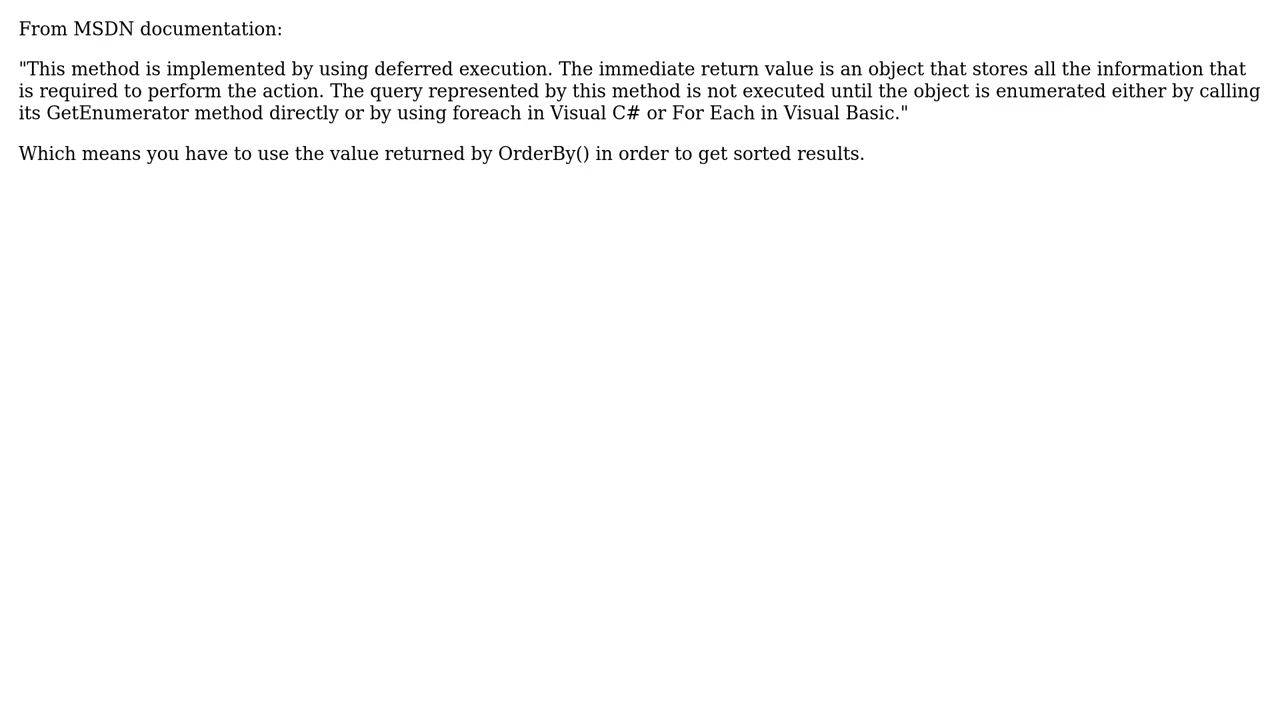 From MSDN documentation:
"This method is implemented by using deferred execution. The immediate return value is an object that stores all the information that
is required to perform the action. The query represented by this method is not executed until the object is enumerated either by calling
its GetEnumerator method directly or by using foreach in Visual C# or For Each in Visual Basic."
Which means you have to use the value returned by OrderBy() in order to get sorted results.